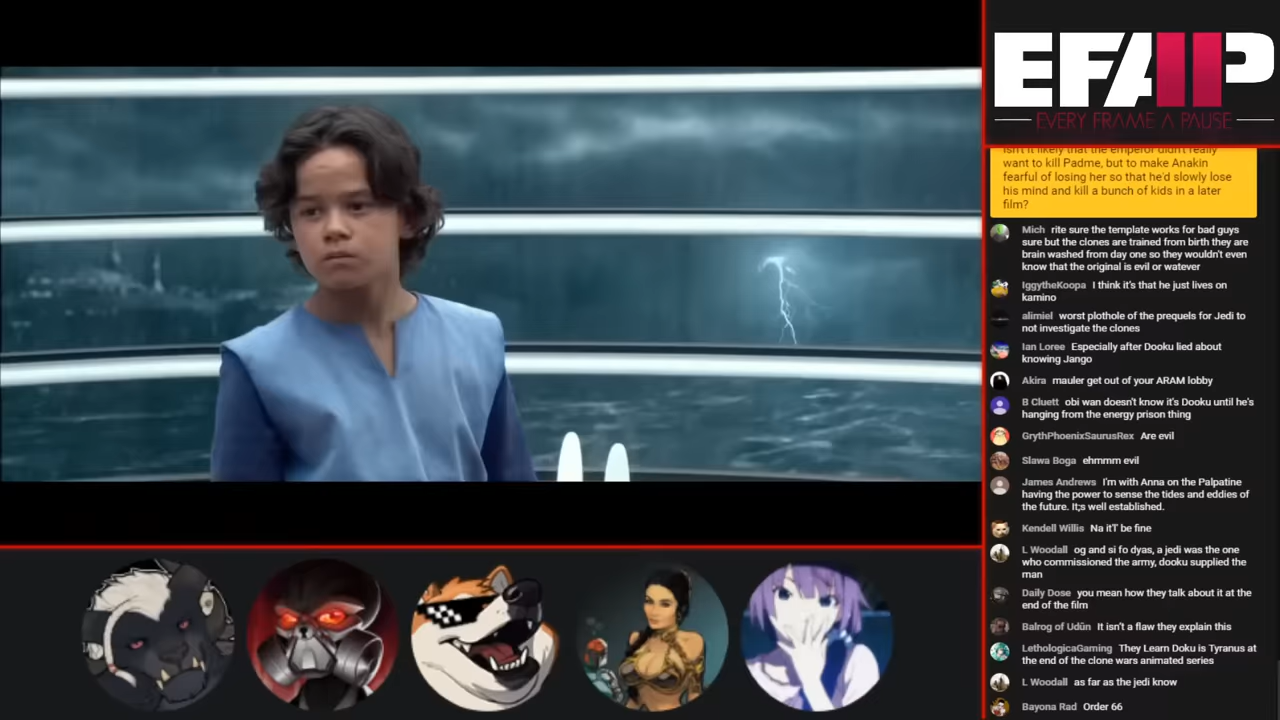 EFAP
EVERY FRAME A PAUSE
isn't it likely that the emperor didn't really
want to kill Padme, but to make Anakin
fearful of losing her so that he'd slowly lose
his mind and kill a bunch of kids in a later
film?
Mich rite sure the template works for bad guys
sure but the clones are trained from birth they are
brain washed from day one so they wouldn't even
know that the original is evil or watever
IggytheKoopa I think it's that he just lives on
kamino
alimiel worst plothole of the prequels for Jedi to
not investigate the clones
Ian Loree Especially after Dooku lied about
knowing Jango
Akira mauler get out of your ARAM lobby
B Cluett obi wan doesn't know it's Dooku until he's
hanging from the energy prison thing
GrythPhoenixSaurusRex Are evil
Slawa Boga ehmmm evil
James Andrews I'm with Anna on the Palpatine
having the power to sense the tides and eddies of
the future. It;s well established.
Kendell Willis Na it'l' be fine
L Woodall og and si fo dyas, a jedi was the one
who commissioned the army, dooku supplied the
man
Daily Dose you mean how they talk about it at the
end of the film
Balrog of Udûn It isn't a flaw they explain this
LethologicaGaming They Learn Doku is Tyranus at
the end of the clone wars animated series
L Woodall as far as the jedi know
Bayona Rad Order 66